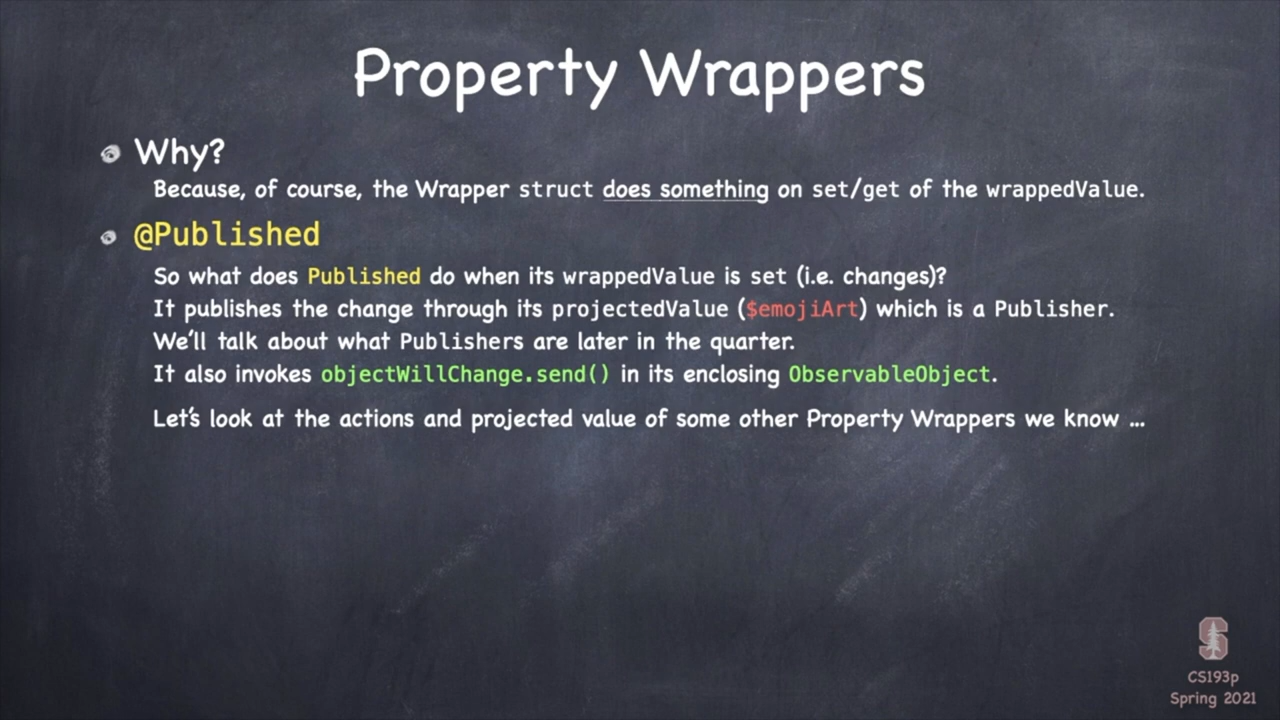 Property Wrappers
Why?
Because, of course, the Wrapper struct does something on set/get of the wrappedValue.
@Published
So what does Published do when its wrappedValue is set (i.e. changes)?
It publishes the change through its projectedValue ($emojiArt) which is a Publisher.
We'll talk about what Publishers are later in the quarter.
It also invokes objectWillChange.send() in its enclosing ObservableObject.
Let's look at the actions and projected value of some other Property Wrappers we know ...
S
CS193p
Spring 2021